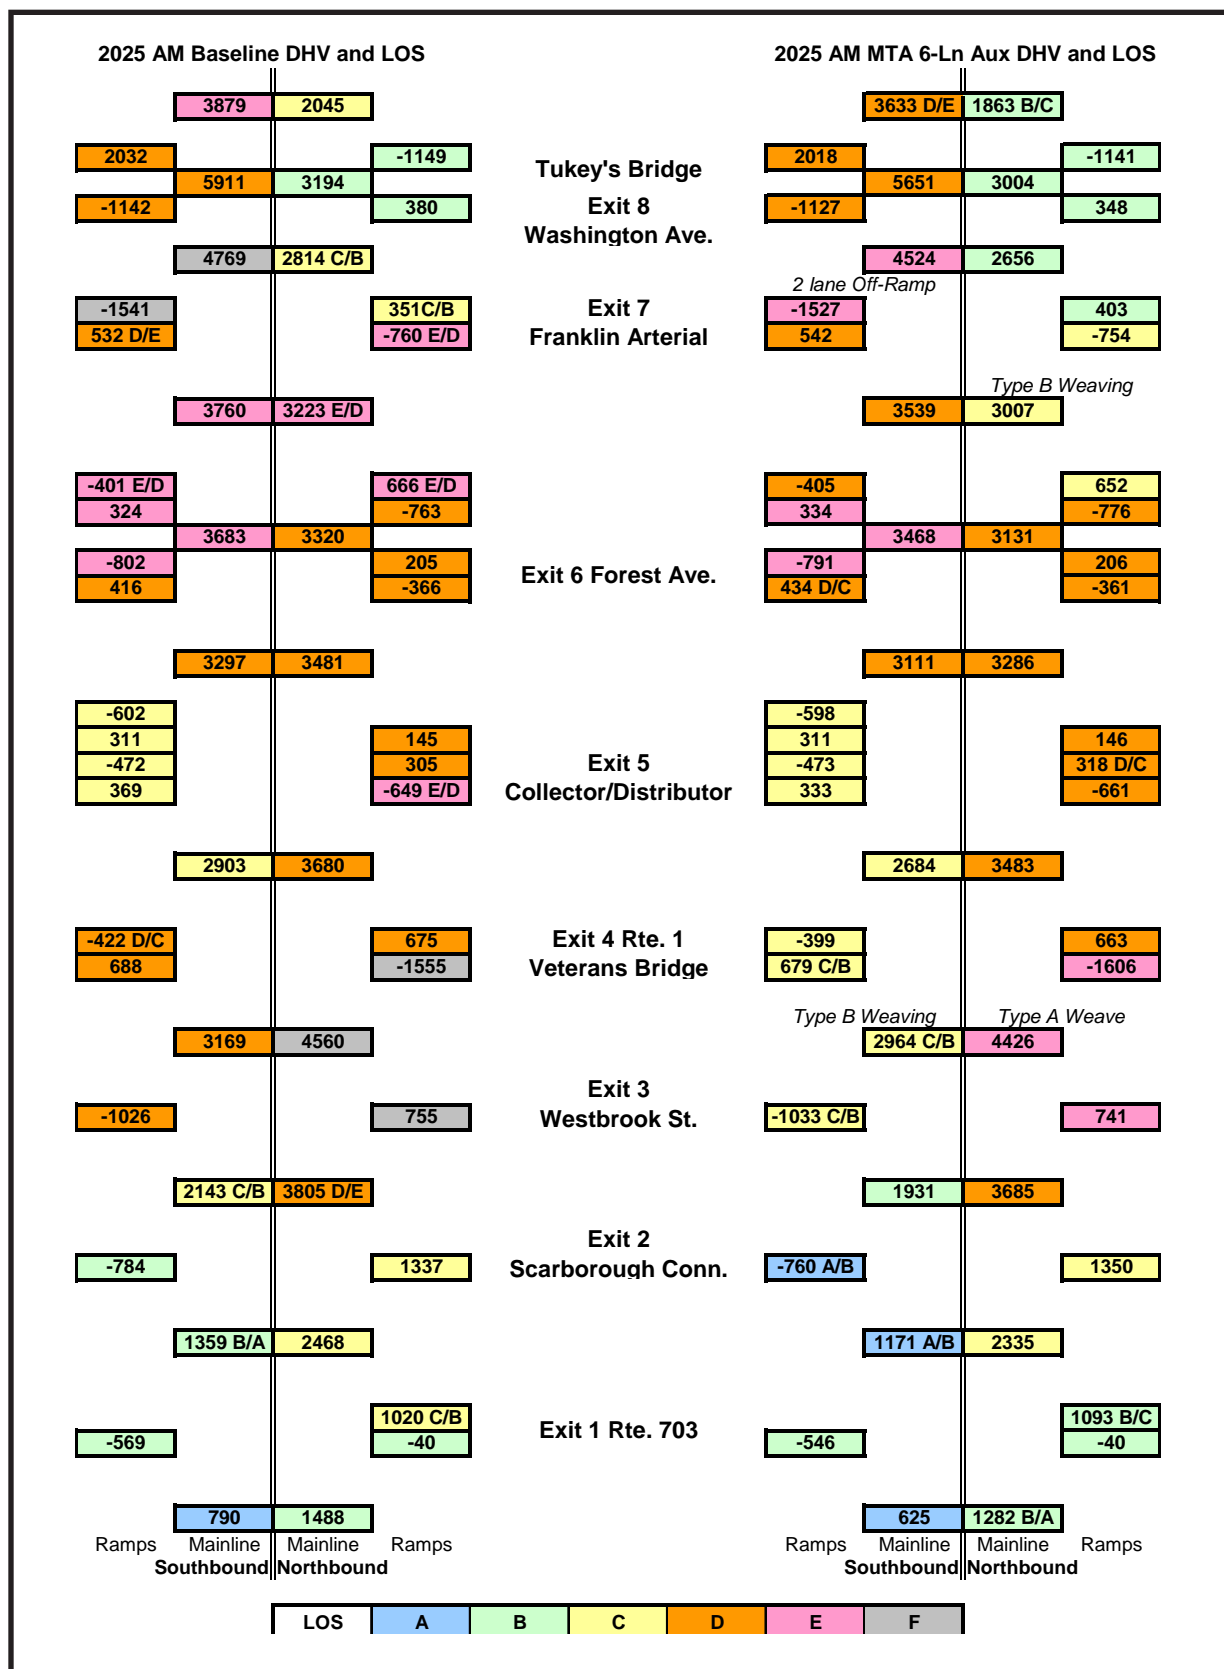 2025 AM Baseline DHV and LOS 2025 AM MTA 6-Ln Aux DHV and LOS
3879 2045 3633 D/E 1863 B/C
2032 -1149 2018 -1141
Tukey's Bridge
5911 3194 5651 3004
-1142 380 Exit 8 -1127 348
Washington Ave.
4769 2814 C/B 4524 2656
2 lane Off-Ramp
-1541 351C/B Exit 7 -1527 403
532 D/E -760 E/D Franklin Arterial 542 -754
Type B Weaving
3760 3223 E/D 3539 3007
-401 E/D 666 E/D -405 652
324 -763 334 -776
3683 3320 3468 3131
-802 205 -791 206
Exit 6 Forest Ave.
416 -366 434 D/C -361
3297 3481 3111 3286
-602 -598
311 145 311 146
-472 305 Exit 5 -473 318 D/C
369 -649 E/D Collector/Distributor 333 -661
2903 3680 2684 3483
-422 D/C 675 Exit 4 Rte. 1 -399 663
688 -1555 Veterans Bridge 679 C/B -1606
Type B Weaving Type A Weave
3169 4560 2964 C/B 4426
Exit 3
-1026 755 Westbrook St. -1033 C/B 741
2143 C/B 3805 D/E 1931 3685
Exit 2
-784 1337 Scarborough Conn. -760 A/B 1350
1359 B/A 2468 1171 A/B 2335
1020 C/B 1093 B/C
Exit 1 Rte. 703
-569 -40 -546 -40
790 1488 625 1282 B/A
Ramps Mainline Mainline Ramps Ramps Mainline Mainline Ramps
Southbound Northbound Southbound Northbound
LOS A B C D E F